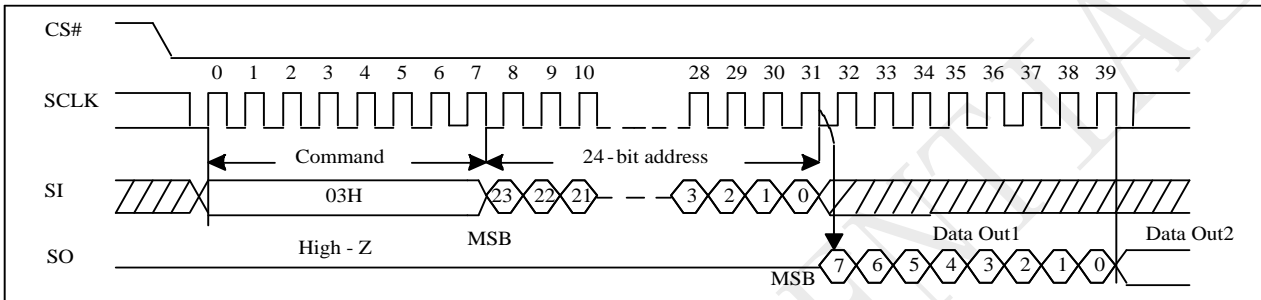 CS#
0 1 2 3 4 5 6 7 8 9 10 28 29 30 31 32 33 34 35 36 37 38 39
SCLK
Command 24-bit address
SI 03H 23 22 21 3 2 1 0
MSB Data Out1 Data Out2
High - Z
SO
MSB 7 6 5 4 3 2 1 0